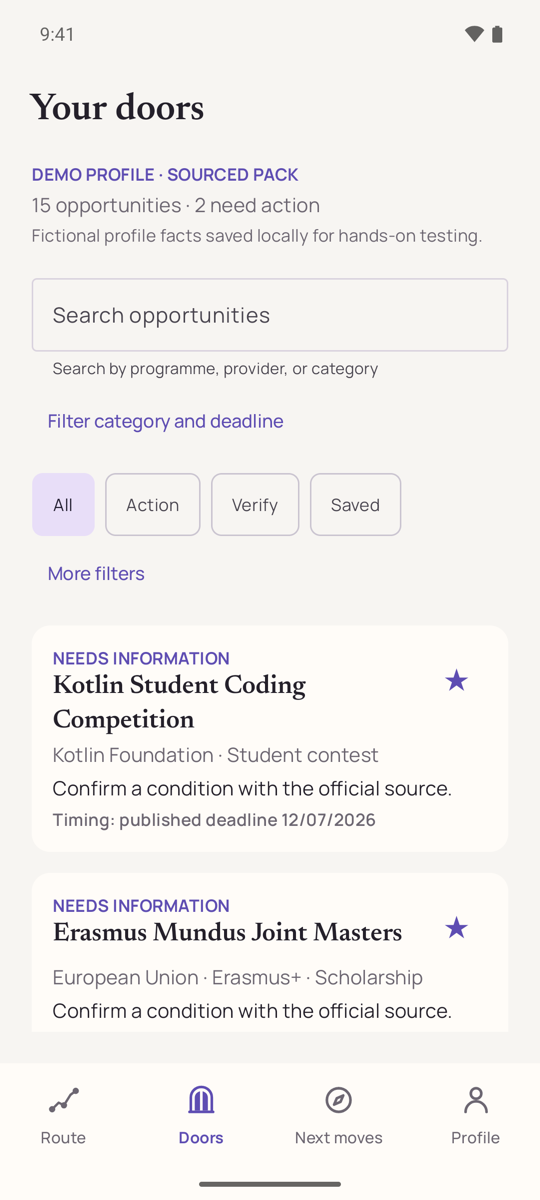 9:41
Your doors
DEMO PROFILE · SOURCED PACK
15 opportunities · 2 need action
Fictional profile facts saved locally for hands-on testing.
Search opportunities
Search by programme, provider, or category
Filter category and deadline
All
Action
Verify
Saved
More filters
NEEDS INFORMATION
Kotlin Student Coding
Competition
Kotlin Foundation · Student contest
Confirm a condition with the official source.
Timing: published deadline 12/07/2026
NEEDS INFORMATION
Erasmus Mundus Joint Masters
European Union · Erasmus+ · Scholarship
Confirm a condition with the official source.
Route
Doors
Next moves
Profile